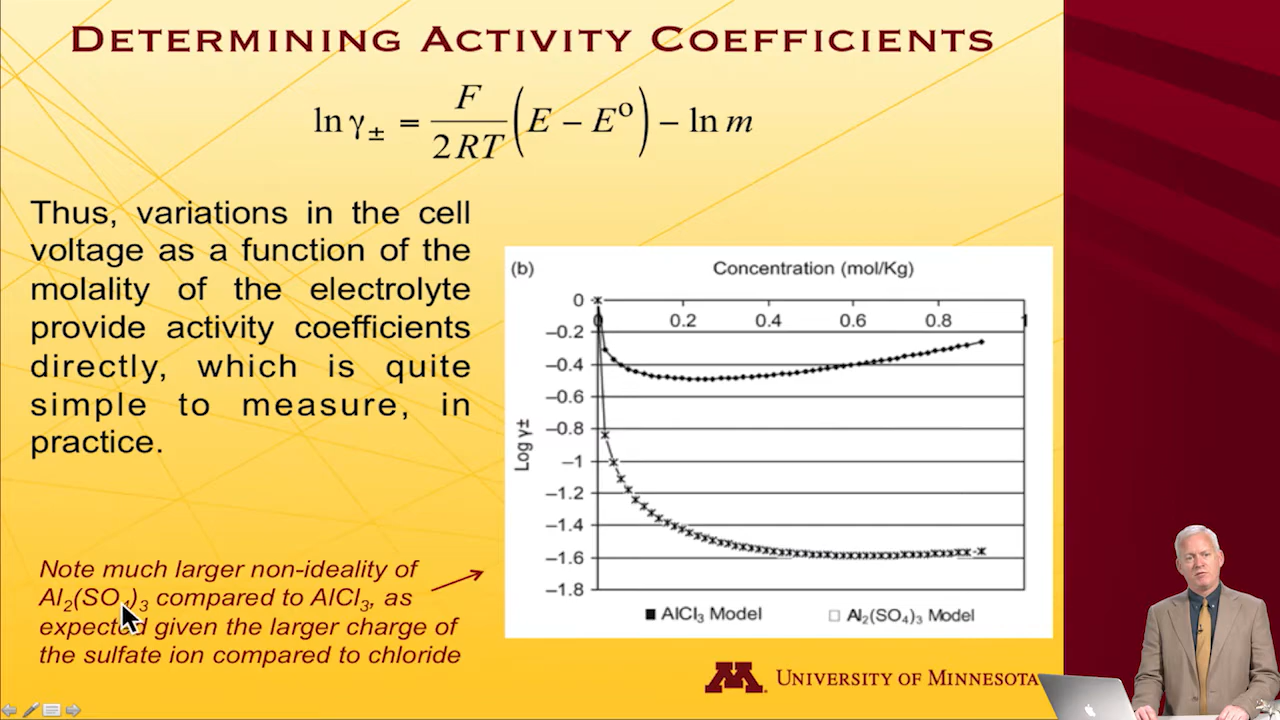 DETERMINING ACTIVITY COEFFICIENTS
ln γ± = F/2RT (E − Eº) − ln m
Thus, variations in the cell
voltage as a function of the
molality of the electrolyte
provide activity coefficients
directly, which is quite
simple to measure, in
practice.
Note much larger non-ideality of
Al₂(SO₄)₃ compared to AlCl₃, as
expected given the larger charge of
the sulfate ion compared to chloride
(b)
Concentration (mol/Kg)
0
0 0.2 0.4 0.6 0.8 1
−0.2
−0.4
−0.6
−0.8
−1
−1.2
−1.4
−1.6
−1.8
Log γ±
AlCl₃ Model
Al₂(SO₄)₃ Model
M
UNIVERSITY OF MINNESOTA